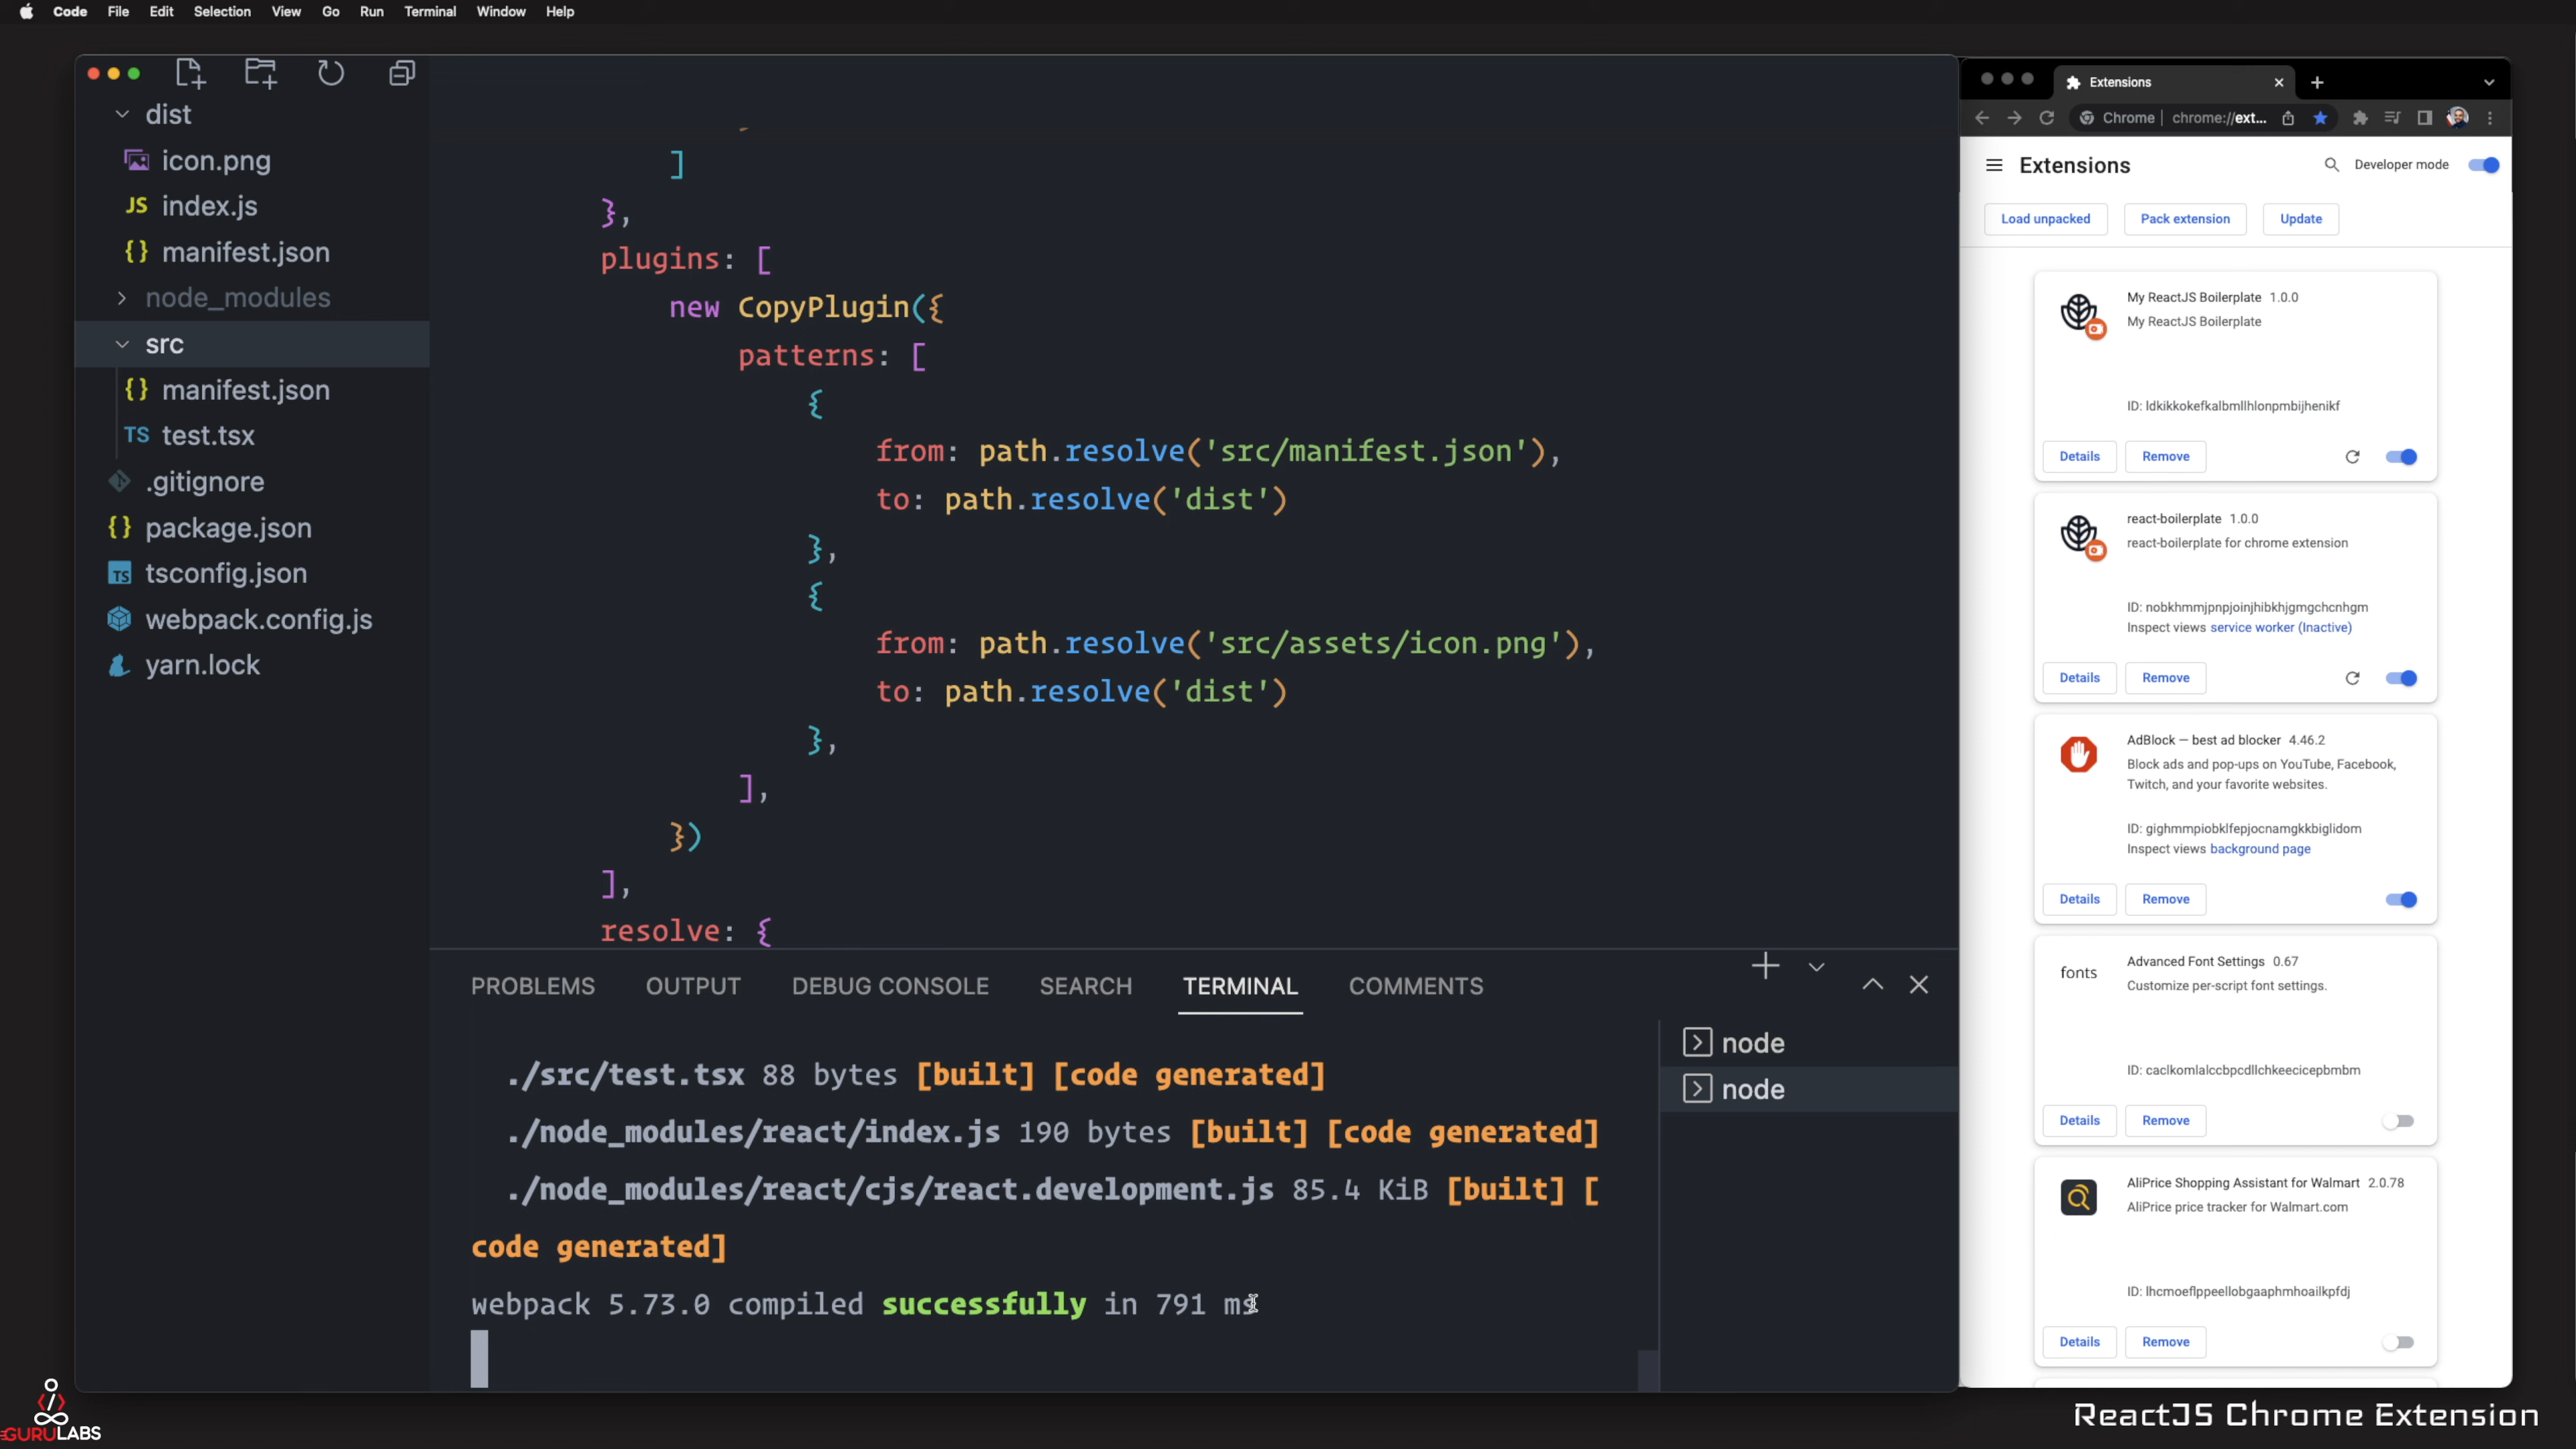 Code File Edit Selection View Go Run Terminal Window Help
dist
icon.png
JS index.js
{} manifest.json
node_modules
src
{} manifest.json
TS test.tsx
.gitignore
{} package.json
TS tsconfig.json
webpack.config.js
yarn.lock
]
},
plugins: [
new CopyPlugin({
patterns: [
{
from: path.resolve('src/manifest.json'),
to: path.resolve('dist')
},
{
from: path.resolve('src/assets/icon.png'),
to: path.resolve('dist')
},
],
})
],
resolve: {
PROBLEMS OUTPUT DEBUG CONSOLE SEARCH TERMINAL COMMENTS
./src/test.tsx 88 bytes [built] [code generated]
./node_modules/react/index.js 190 bytes [built] [code generated]
./node_modules/react/cjs/react.development.js 85.4 KiB [built] [
code generated]
webpack 5.73.0 compiled successfully in 791 ms
node
node
Extensions
Chrome | chrome://ext...
Extensions
Developer mode
Load unpacked Pack extension Update
My ReactJS Boilerplate 1.0.0
My ReactJS Boilerplate
ID: ldkikkokefkalbmllhlonpmbijhenikf
Details Remove
react-boilerplate 1.0.0
react-boilerplate for chrome extension
ID: nobkhmmjpnpjoinjhibkhjgmgchcnhgm
Inspect views service worker (Inactive)
Details Remove
AdBlock — best ad blocker 4.46.2
Block ads and pop-ups on YouTube, Facebook,
Twitch, and your favorite websites.
ID: gighmmpiobklfepjocnamgkkbiglidom
Inspect views background page
Details Remove
fonts
Advanced Font Settings 0.67
Customize per-script font settings.
ID: caclkomlalccbpcdllchkeecicepbmbm
Details Remove
AliPrice Shopping Assistant for Walmart 2.0.78
AliPrice price tracker for Walmart.com
ID: lhcmoeflppeellobgaaphmhoailkpfdj
Details Remove
GURULABS
ReactJS Chrome Extension